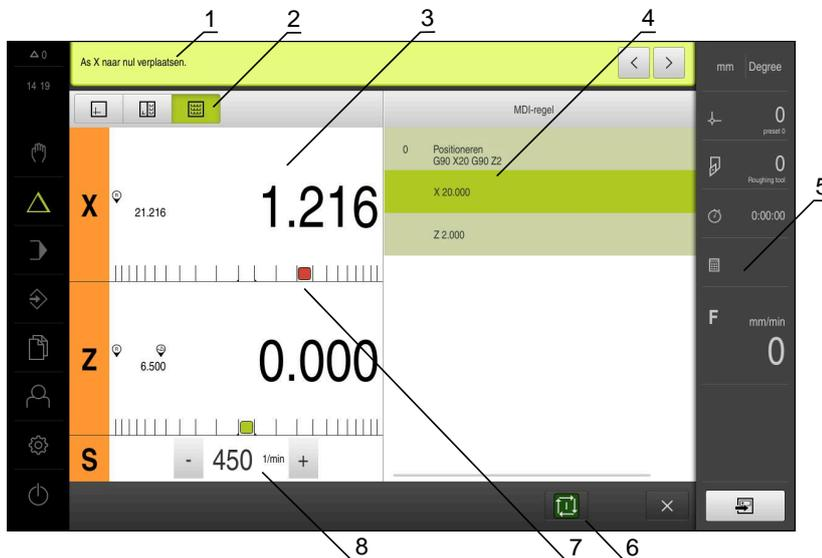 1
2
3
4
0
As X naar nul verplaatsen.
mm Degree
14 19
MDI-regel
0
preset 0
0 Positioneren
G90 X20 G90 Z2
X 20.000
Z 2.000
X
R
21.216
1.216
0
Roughing tool
5
0:00:00
F
mm/min
0
Z
R
6.500
0.000
S
-
450
1/min
+
8
7
6